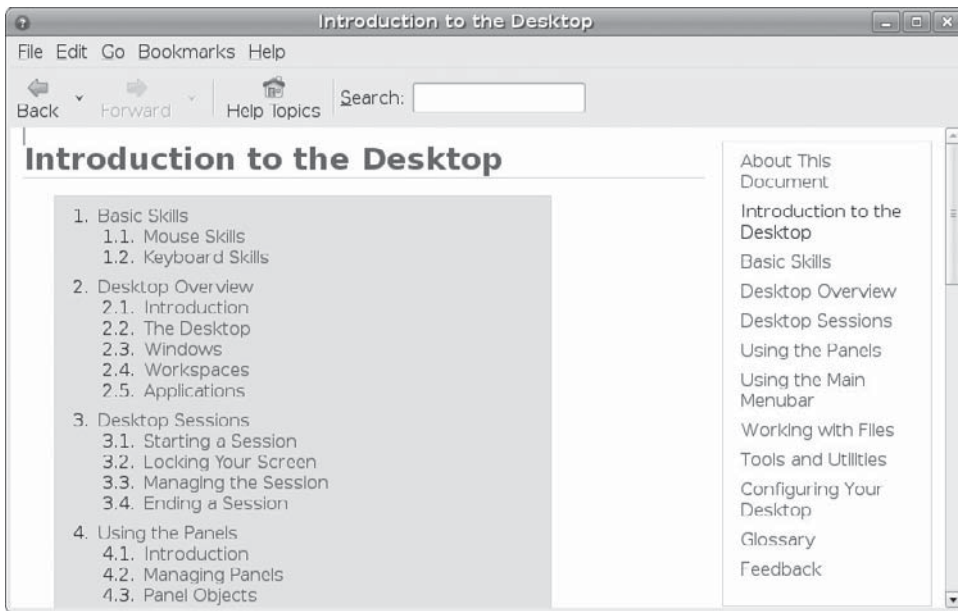 Introduction to the Desktop
File Edit Go Bookmarks Help
Back Forward Help Topics Search:
Introduction to the Desktop
1. Basic Skills
1.1. Mouse Skills
1.2. Keyboard Skills
2. Desktop Overview
2.1. Introduction
2.2. The Desktop
2.3. Windows
2.4. Workspaces
2.5. Applications
3. Desktop Sessions
3.1. Starting a Session
3.2. Locking Your Screen
3.3. Managing the Session
3.4. Ending a Session
4. Using the Panels
4.1. Introduction
4.2. Managing Panels
4.3. Panel Objects
About This
Document
Introduction to the
Desktop
Basic Skills
Desktop Overview
Desktop Sessions
Using the Panels
Using the Main
Menubar
Working with Files
Tools and Utilities
Configuring Your
Desktop
Glossary
Feedback